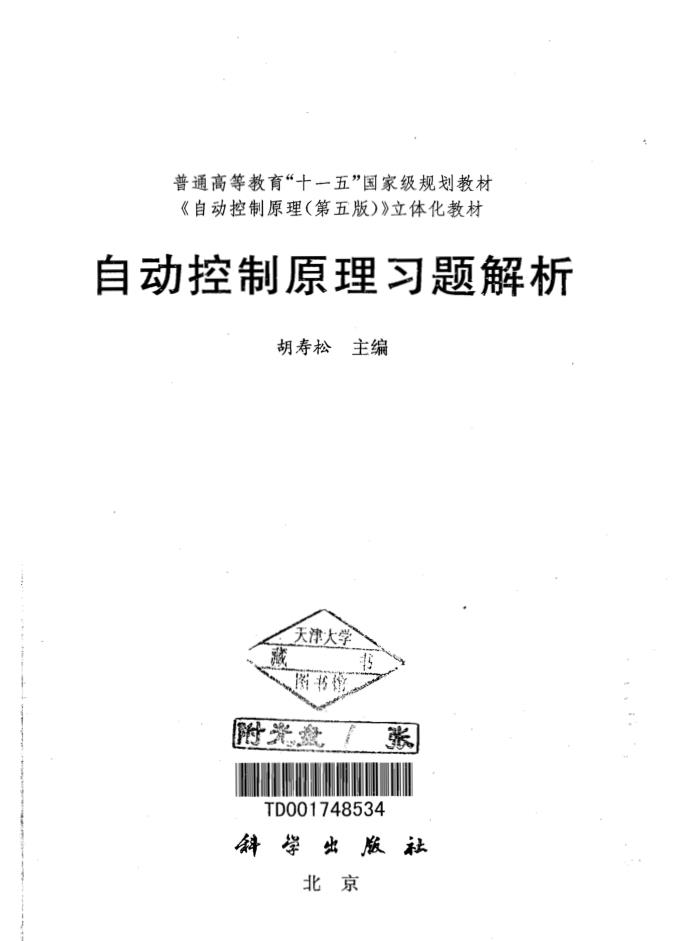 普通高等教育“十一五”国家级规划教材
《自动控制原理(第五版)》立体化教材
自动控制原理习题解析
胡寿松 主编
天津大学
藏 书
图书馆
附光盘 1 张
TD001748534
科学出版社
北 京